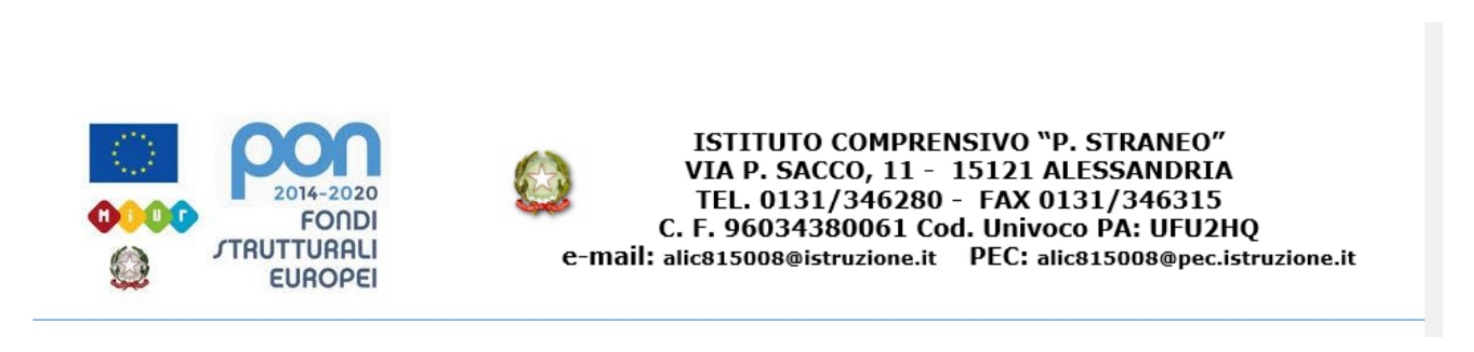 pon
2014-2020
FONDI
STRUTTURALI
EUROPEI
MIUR
ISTITUTO COMPRENSIVO “P. STRANEO”
VIA P. SACCO, 11 - 15121 ALESSANDRIA
TEL. 0131/346280 - FAX 0131/346315
C. F. 96034380061 Cod. Univoco PA: UFU2HQ
e-mail: alic815008@istruzione.it PEC: alic815008@pec.istruzione.it